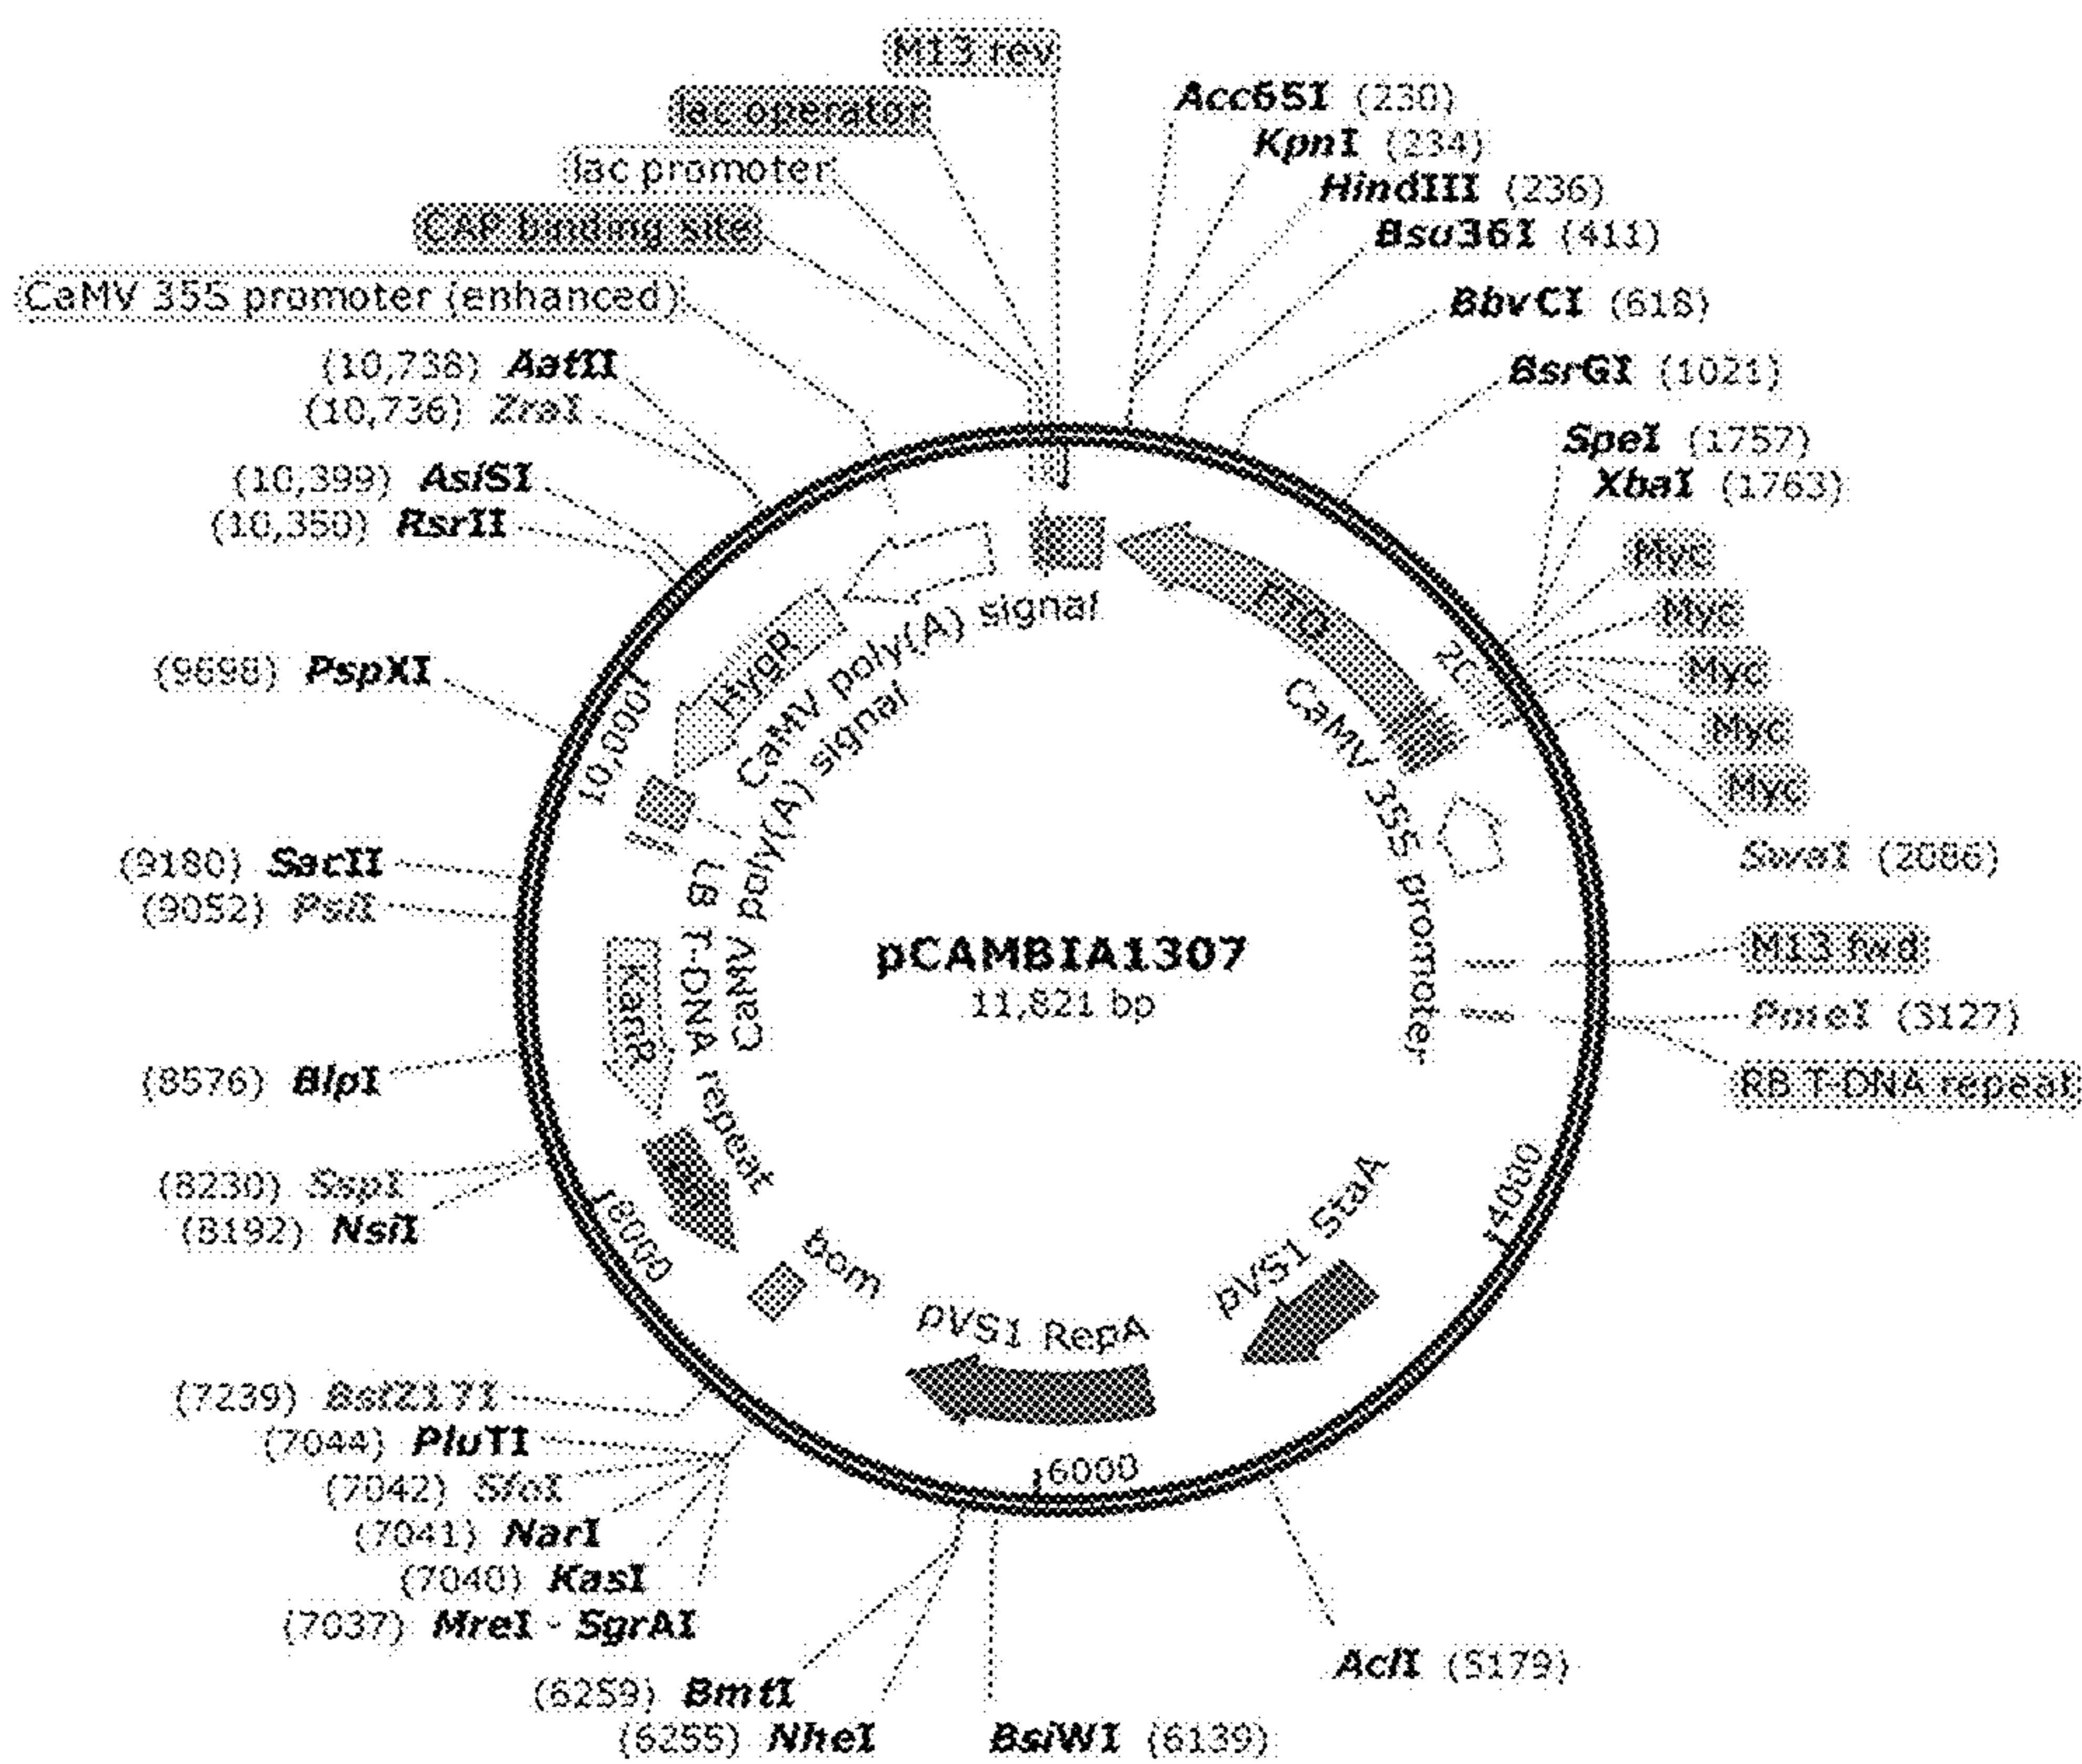 M13 rev
lac operator
lac promoter
CAP binding site
CaMV 35S promoter (enhanced)
(10,738) AatII
(10,736) ZraI
(10,399) AsiSI
(10,350) RsrII
(9698) PspXI
(9180) SacII
(9052) PsiI
(8576) BlpI
(8230) SspI
(8192) NsiI
(7239) BstZ17I
(7044) PluTI
(7042) SfoI
(7041) NarI
(7040) KasI
(7037) MreI - SgrAI
(6259) BmtI
(6255) NheI
BsiWI (6139)
AclI (5179)
Acc65I (230)
KpnI (234)
HindIII (236)
Bsu36I (411)
BbvCI (618)
BsrGI (1021)
SpeI (1757)
XbaI (1763)
Myc
Myc
Myc
Myc
Myc
SwaI (2086)
M13 fwd
PmeI (3127)
RB T-DNA repeat
4000
6000
8000
10,000
CaMV poly(A) signal
CaMV poly(A) signal
HygR
LB T-DNA repeat
KanR
bom
pVS1 RepA
pVS1 StaA
CaMV 35S promoter
pCAMBIA1307
11,821 bp